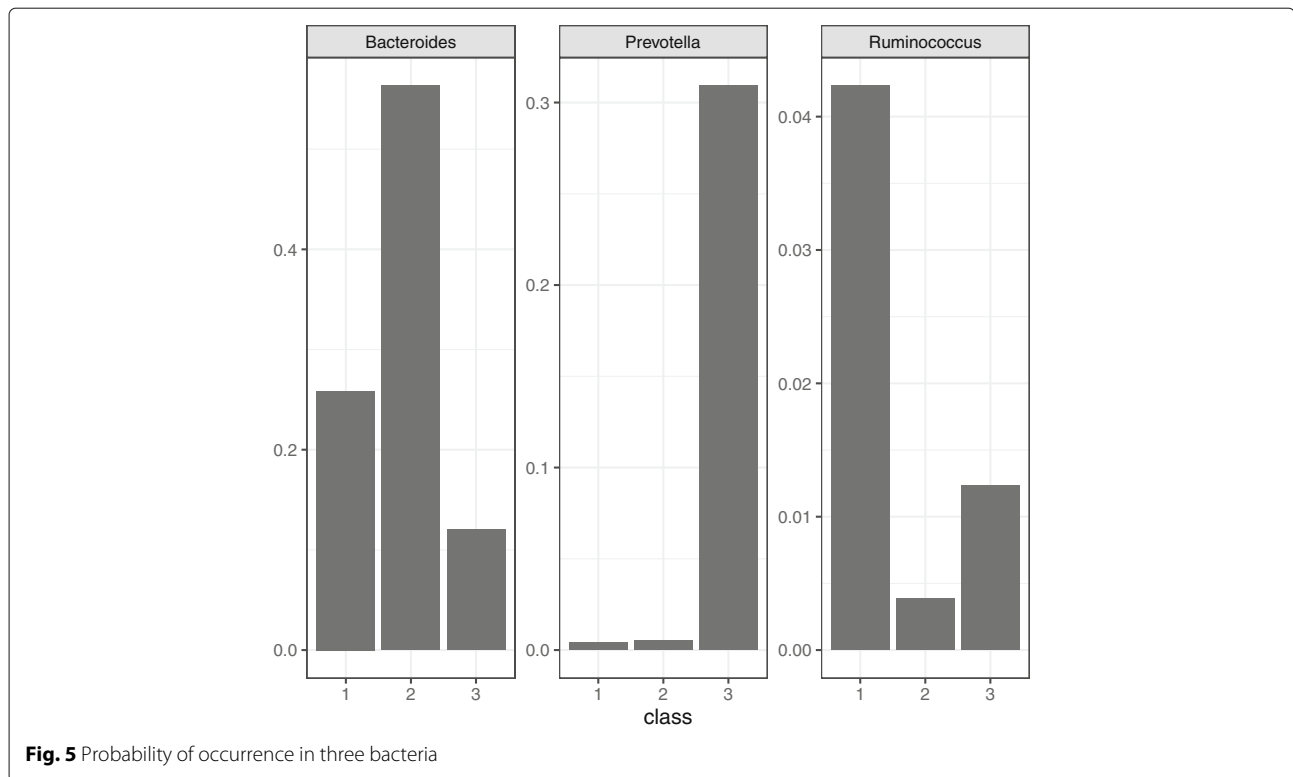 Bacteroides
Prevotella
Ruminococcus
0.4
0.2
0.0
0.3
0.2
0.1
0.0
0.04
0.03
0.02
0.01
0.00
1 2 3
1 2 3
1 2 3
class
Fig. 5 Probability of occurrence in three bacteria